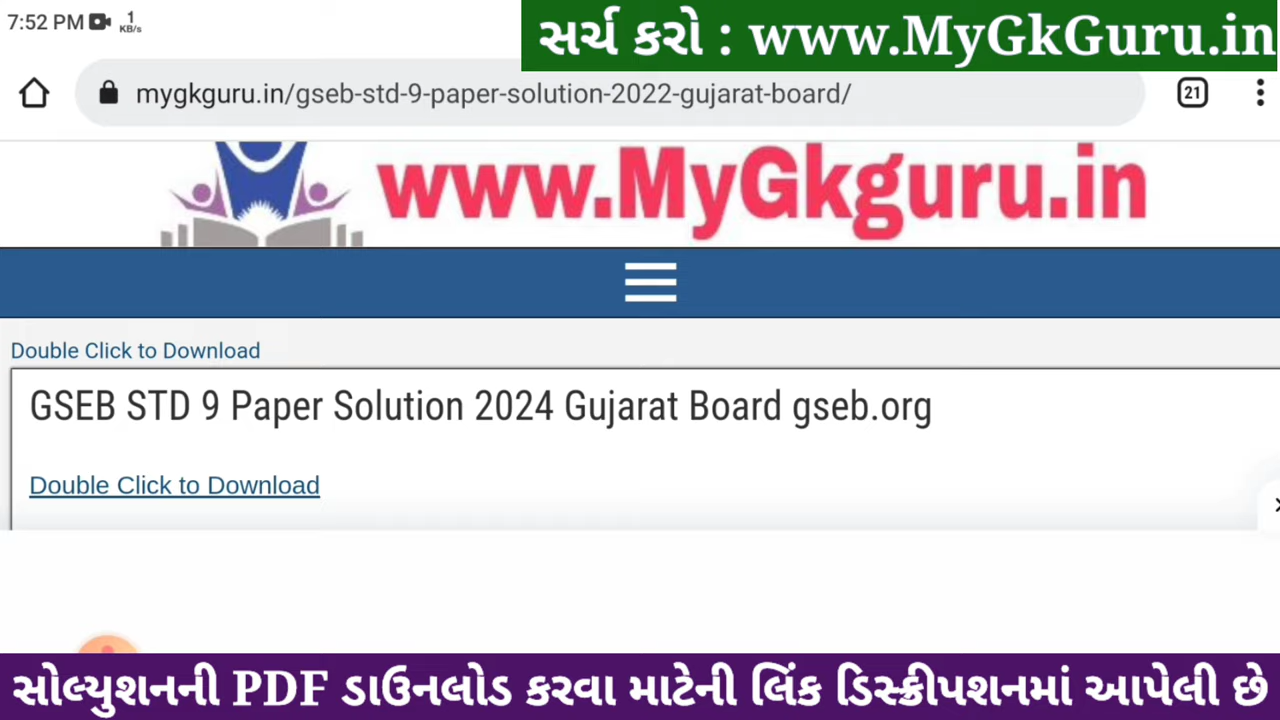 7:52 PM 1 KB/s
સર્ચ કરો : www.MyGkGuru.in
mygkguru.in/gseb-std-9-paper-solution-2022-gujarat-board/
21
www.MyGkguru.in
Double Click to Download
GSEB STD 9 Paper Solution 2024 Gujarat Board gseb.org
Double Click to Download
સોલ્યુશનની PDF ડાઉનલોડ કરવા માટેની લિંક ડિસ્ક્રીપશનમાં આપેલી છે